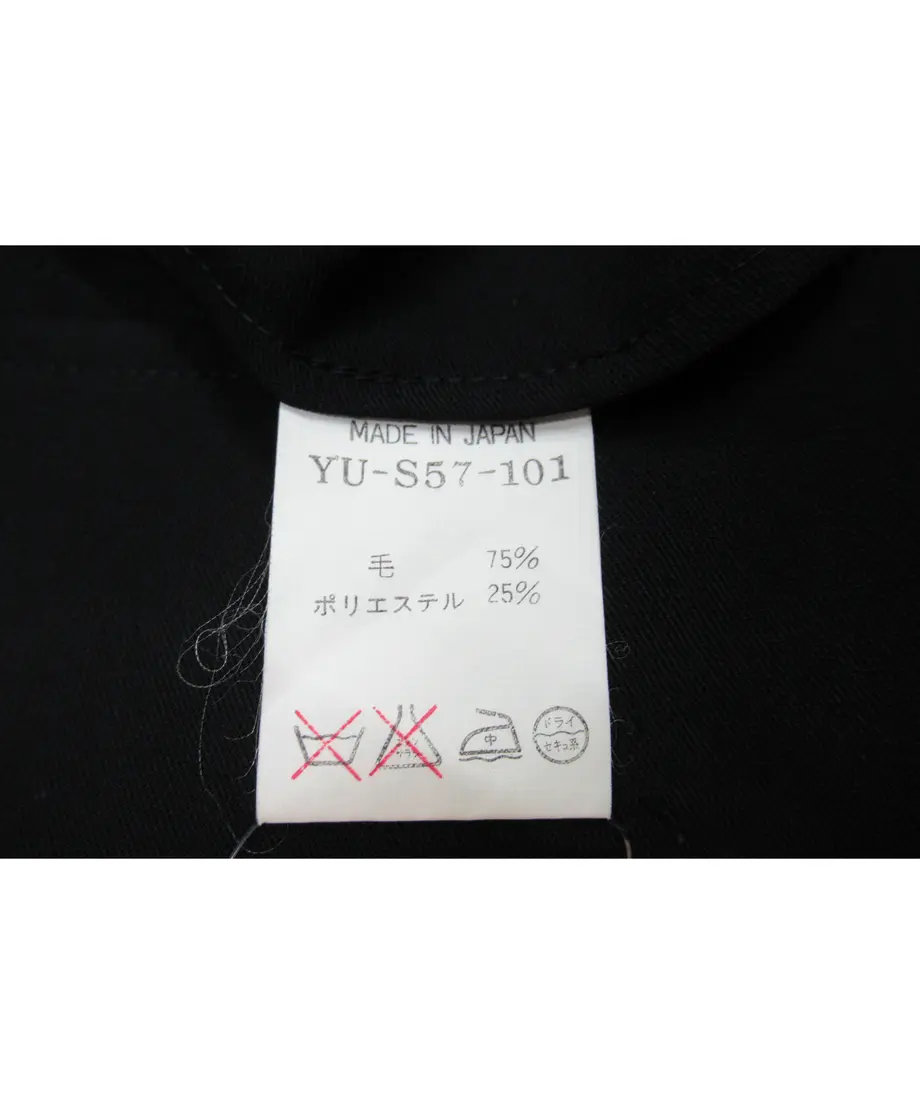 MADE IN JAPAN
YU-S57-101
毛 75%
ポリエステル 25%
中
ドライ
セキユ系